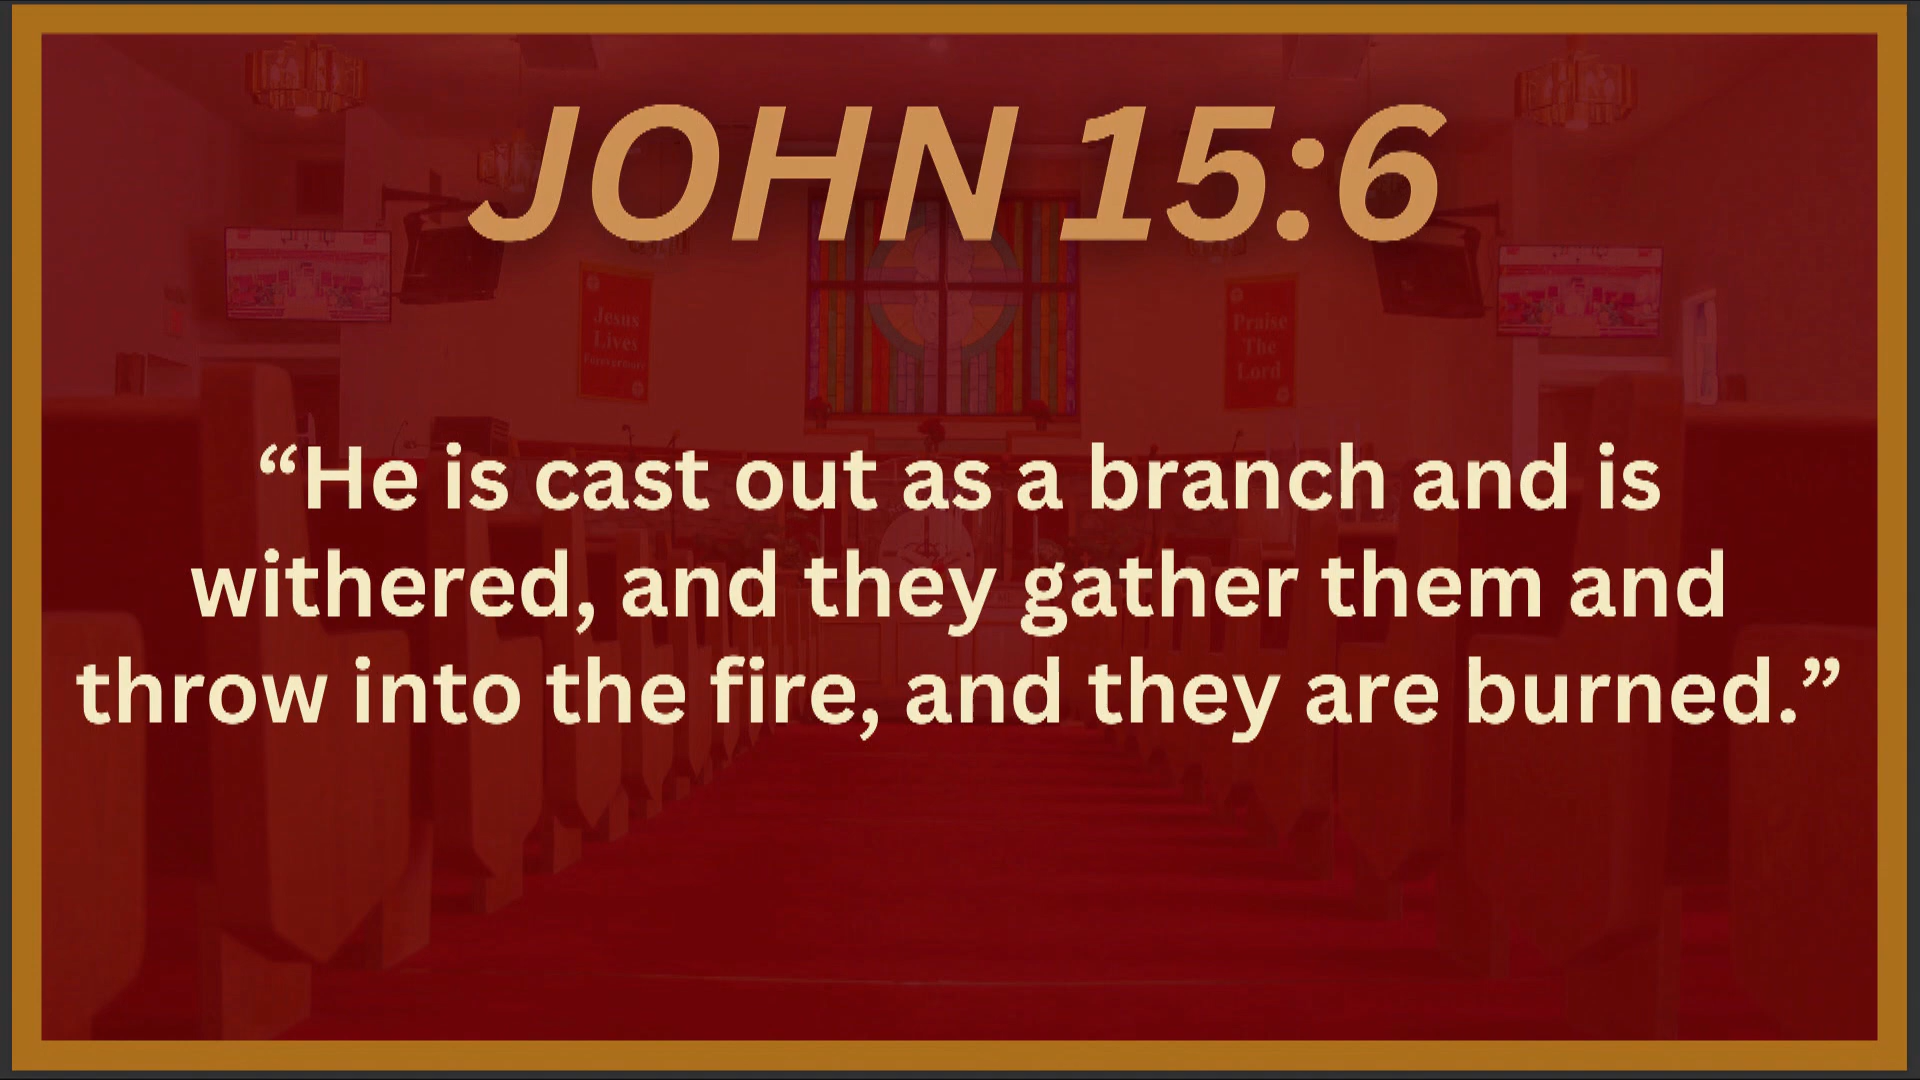 JOHN 15:6
Jesus
Lives
Forevermore
Praise
The
Lord
“He is cast out as a branch and is
withered, and they gather them and
throw into the fire, and they are burned.”